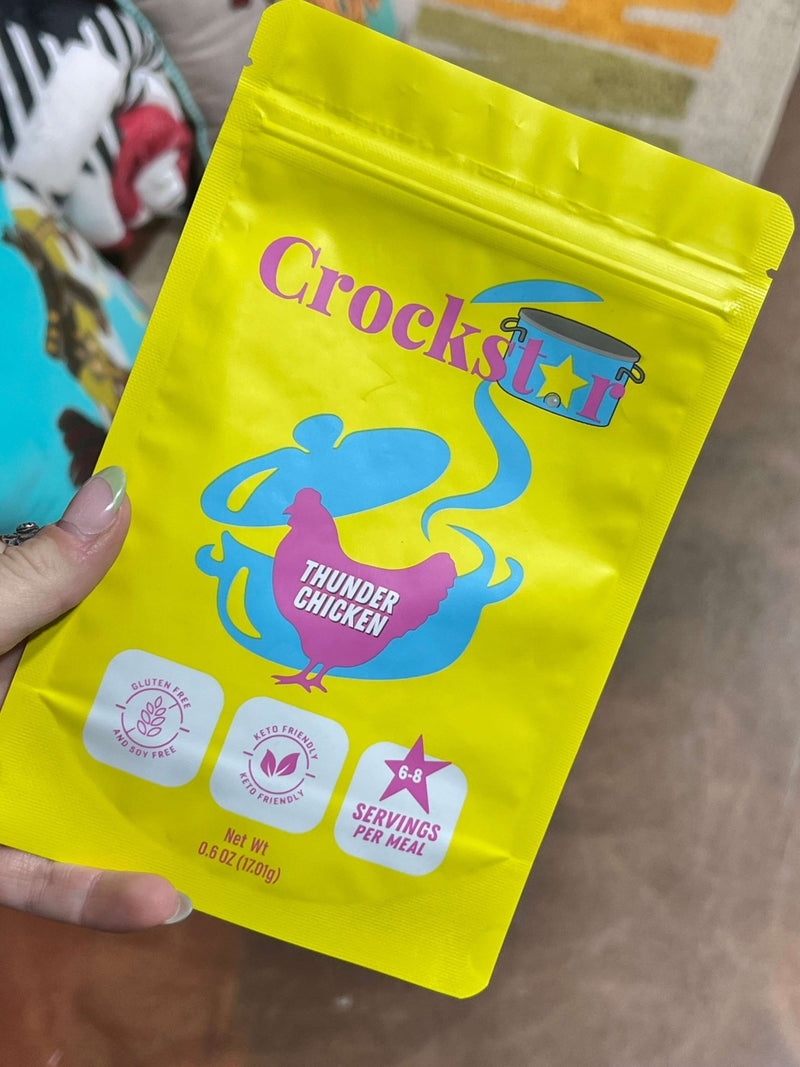 Crockstar
THUNDER
CHICKEN
GLUTEN FREE
AND SOY FREE
KETO FRIENDLY
KETO FRIENDLY
6-8
SERVINGS
PER MEAL
Net Wt
0.6 OZ (17.01g)